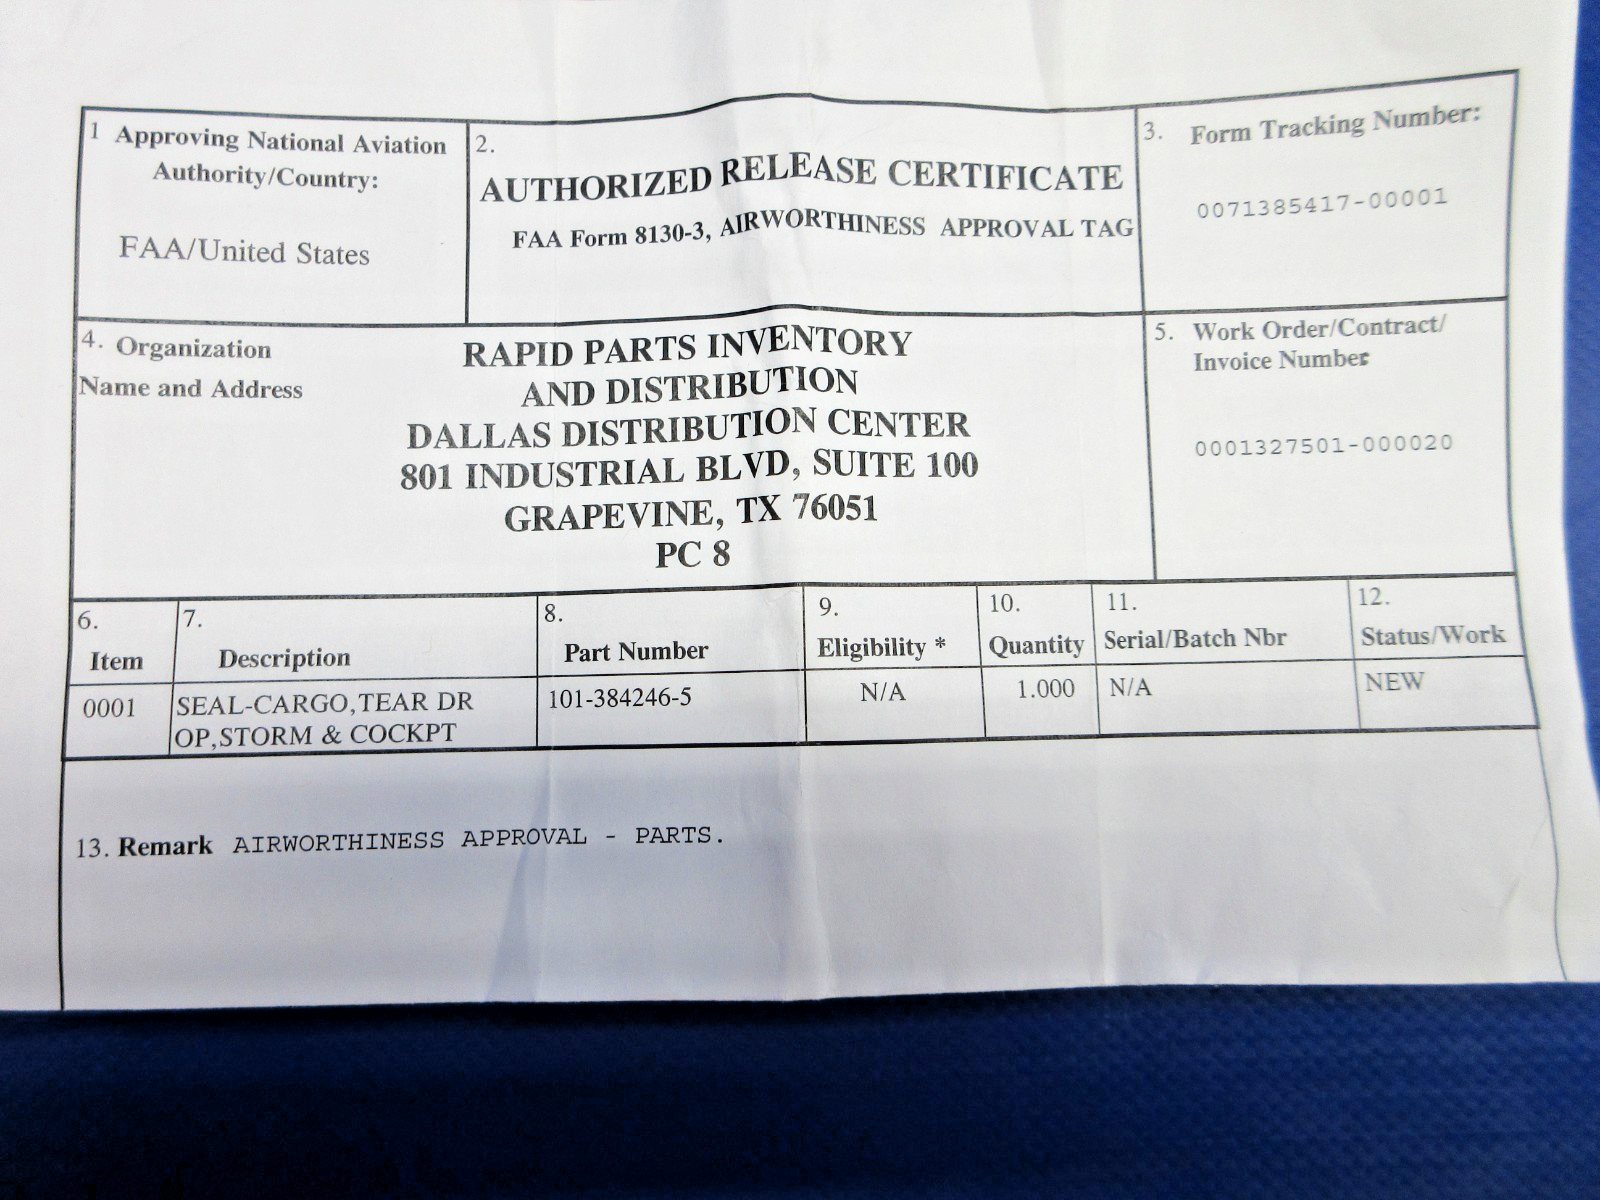 1 Approving National Aviation
Authority/Country:
FAA/United States
2.
AUTHORIZED RELEASE CERTIFICATE
FAA Form 8130-3, AIRWORTHINESS APPROVAL TAG
3. Form Tracking Number:
0071385417-00001
4. Organization
Name and Address
RAPID PARTS INVENTORY
AND DISTRIBUTION
DALLAS DISTRIBUTION CENTER
801 INDUSTRIAL BLVD, SUITE 100
GRAPEVINE, TX 76051
PC 8
5. Work Order/Contract/
Invoice Number
0001327501-000020
6. 7. 8. 9. 10. 11. 12.
Item Description Part Number Eligibility * Quantity Serial/Batch Nbr Status/Work
0001 SEAL-CARGO,TEAR DR 101-384246-5 N/A 1.000 N/A NEW
OP,STORM & COCKPT
13. Remark AIRWORTHINESS APPROVAL - PARTS.